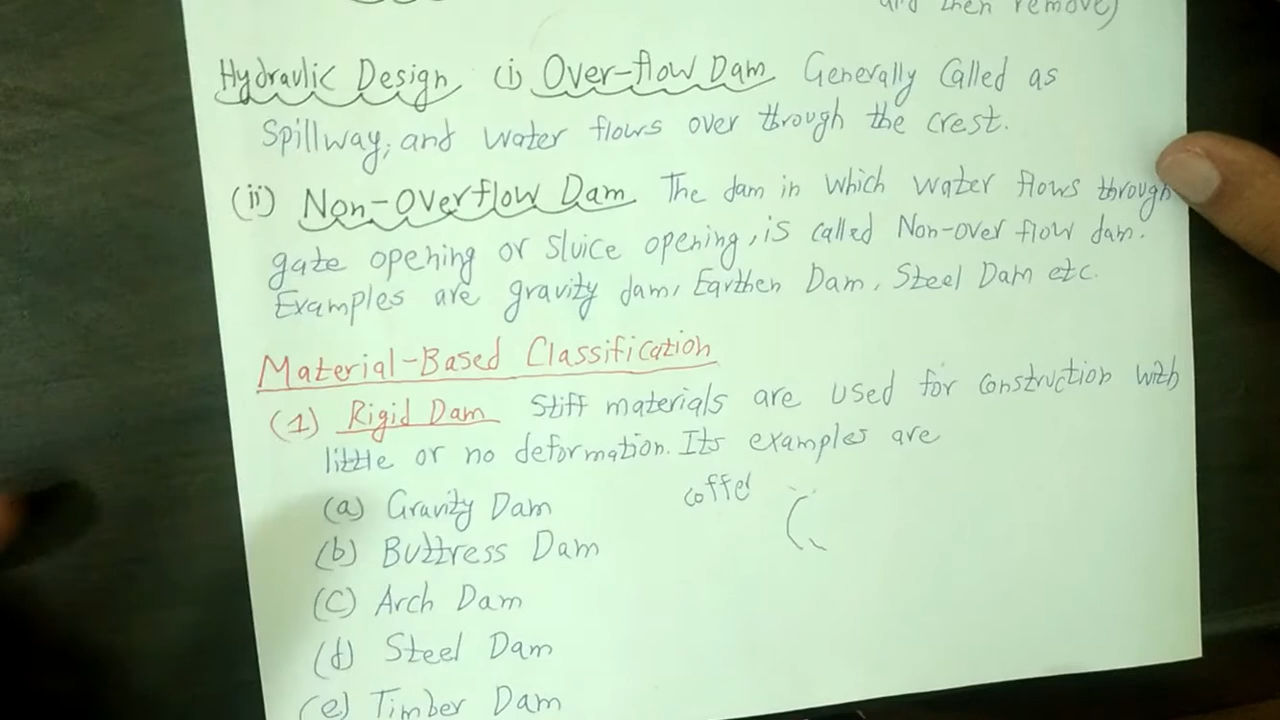 and then remove)
Hydraulic Design (i) Over-flow Dam Generally Called as
Spillway, and water flows over through the crest.
(ii) Non-Overflow Dam The dam in which water flows through
gate opening or sluice opening, is called Non-over flow dam.
Examples are gravity dam, Earthen Dam, Steel Dam etc.
Material-Based Classification
(1) Rigid Dam Stiff materials are used for construction with
little or no deformation. Its examples are
(a) Gravity Dam
coffer
(b) Buttress Dam
(c) Arch Dam
(d) Steel Dam
(e) Timber Dam